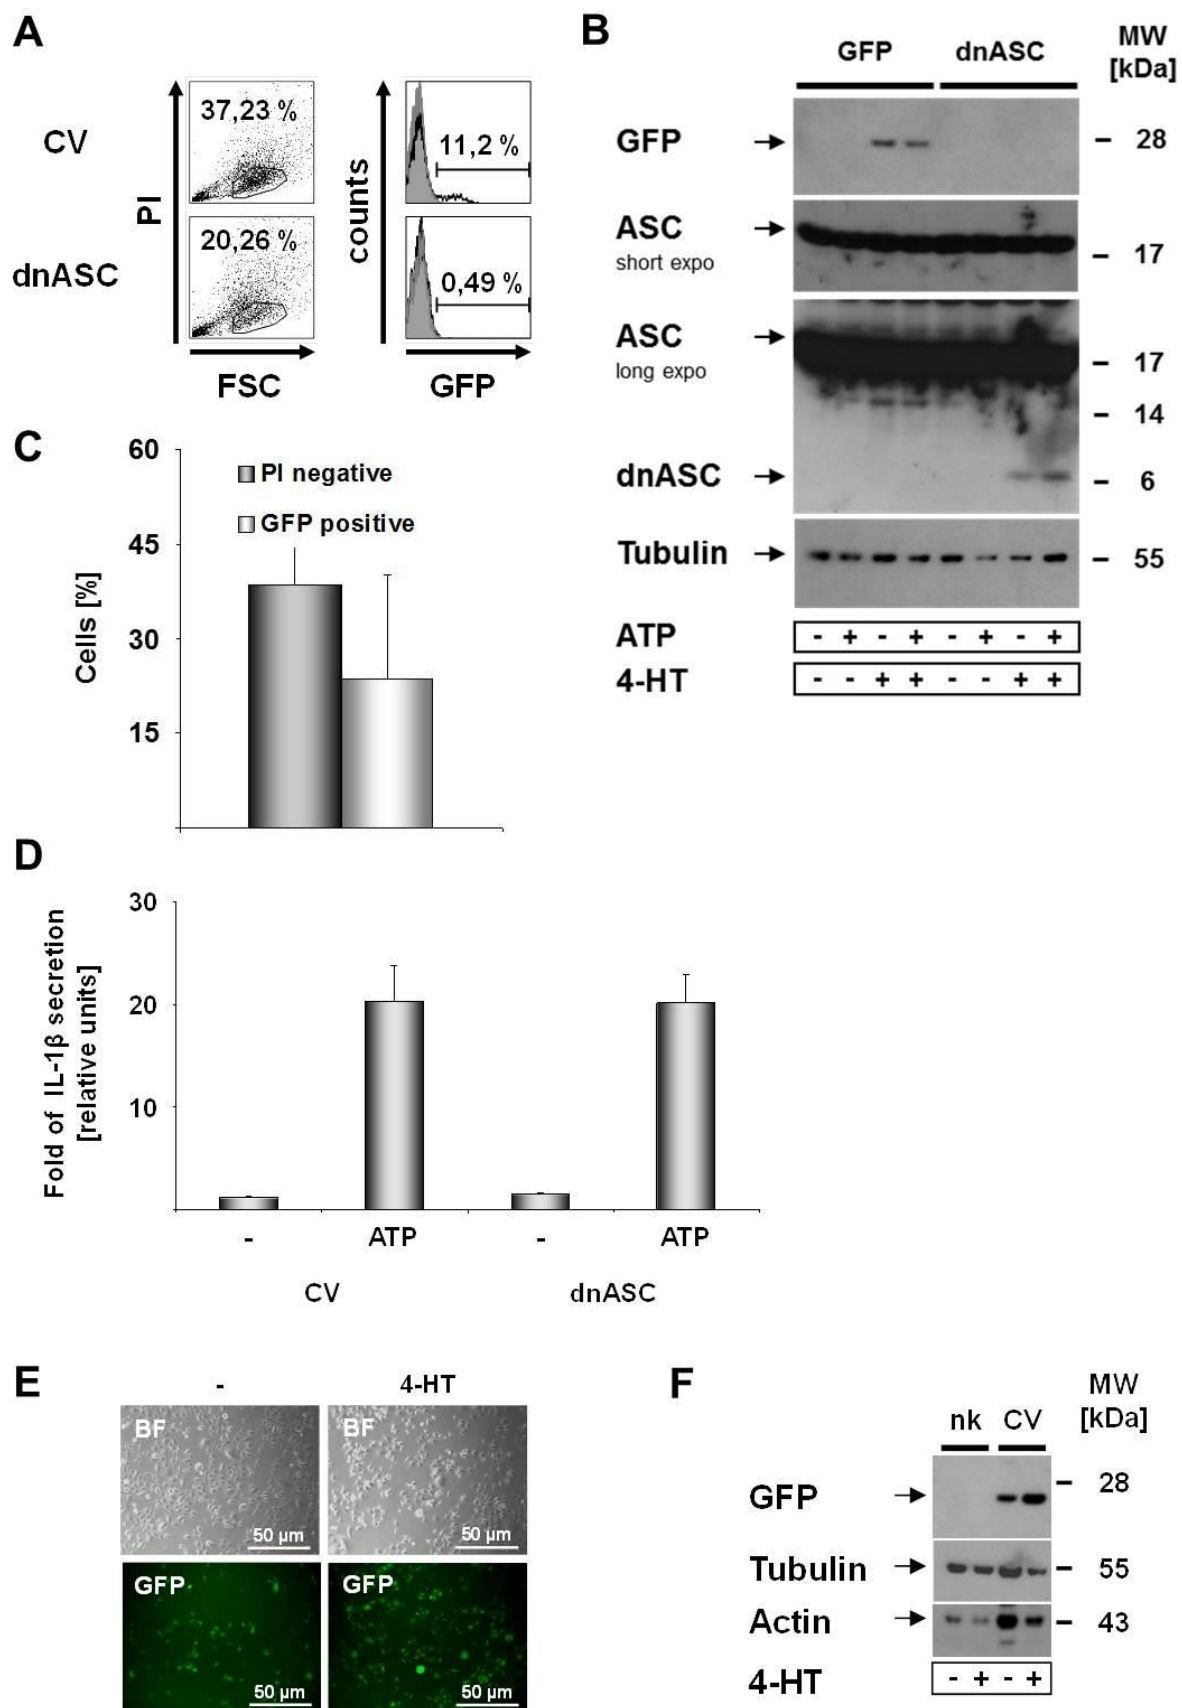 A
CV
dnASC
PI
37,23 %
20,26 %
FSC
counts
11,2 %
0,49 %
GFP
B
GFP
dnASC
MW
[kDa]
GFP
28
ASC
short expo
17
ASC
long expo
17
14
dnASC
6
Tubulin
55
ATP
- + - + - + - +
4-HT
- - + + - - + +
C
60
45
30
15
Cells [%]
PI negative
GFP positive
D
30
20
10
Fold of IL-1β secretion
[relative units]
- ATP - ATP
CV dnASC
E
- 4-HT
BF
50 µm
BF
50 µm
GFP
50 µm
GFP
50 µm
F
nk CV
MW
[kDa]
GFP
28
Tubulin
55
Actin
43
4-HT
- + - +